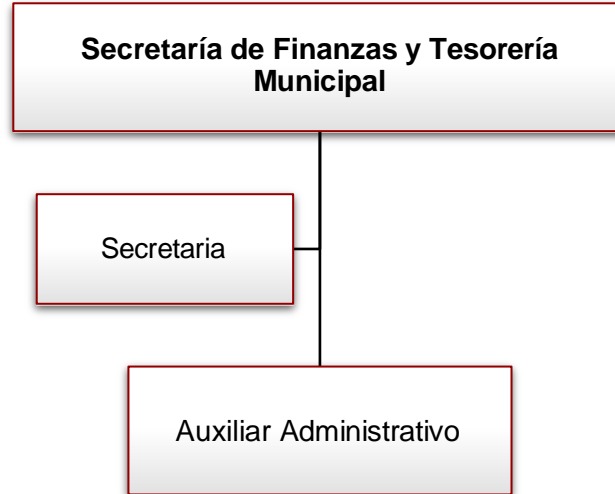 Secretaría de Finanzas y Tesorería
Municipal
Secretaria
Auxiliar Administrativo